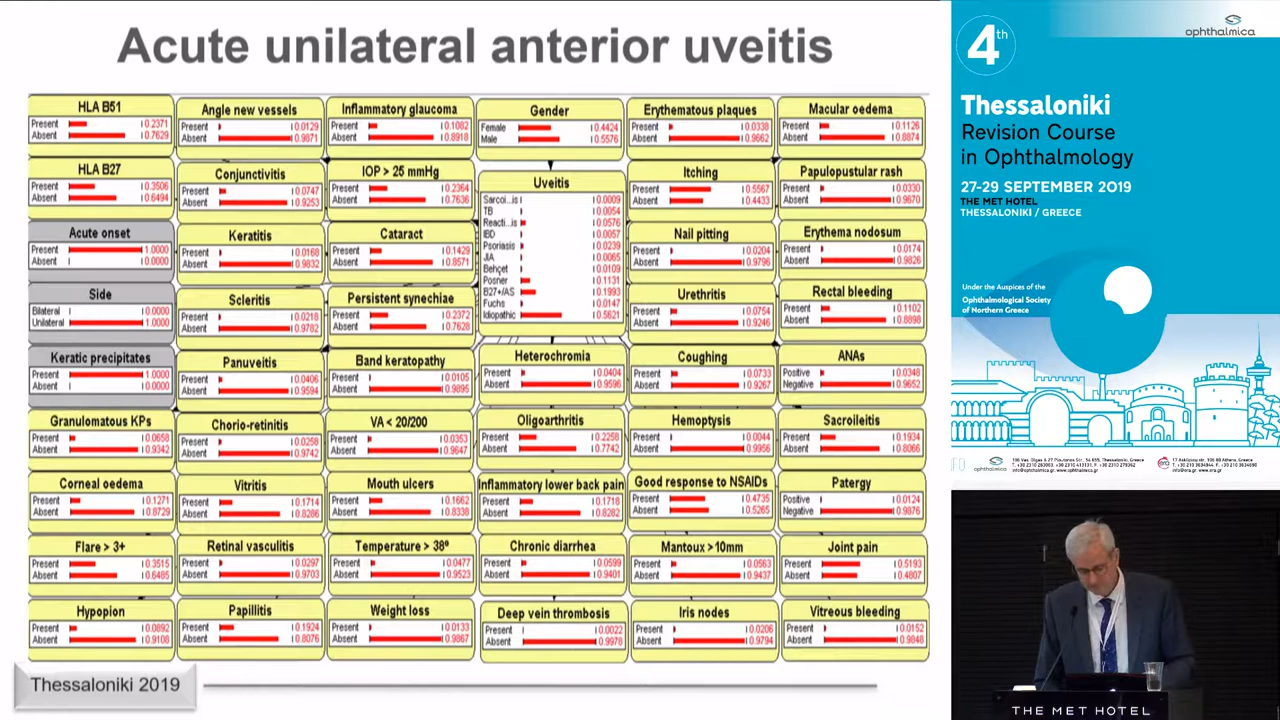 Acute unilateral anterior uveitis
HLA B51
Present 0.2371
Absent 0.7629
HLA B27
Present 0.3506
Absent 0.6494
Acute onset
Present 1.0000
Absent 0.0000
Side
Bilateral 0.0000
Unilateral 1.0000
Keratic precipitates
Present 1.0000
Absent 0.0000
Granulomatous KPs
Present 0.0658
Absent 0.9342
Corneal oedema
Present 0.1271
Absent 0.8729
Flare > 3+
Present 0.3515
Absent 0.6485
Hypopion
Present 0.0892
Absent 0.9108
Angle new vessels
Present 0.0129
Absent 0.9871
Conjunctivitis
Present 0.0747
Absent 0.9253
Keratitis
Present 0.0168
Absent 0.9832
Scleritis
Present 0.0218
Absent 0.9782
Panuveitis
Present 0.0406
Absent 0.9594
Chorio-retinitis
Present 0.0258
Absent 0.9742
Vitritis
Present 0.1714
Absent 0.8286
Retinal vasculitis
Present 0.0297
Absent 0.9703
Papillitis
Present 0.1924
Absent 0.8076
Inflammatory glaucoma
Present 0.1082
Absent 0.8918
IOP > 25 mmHg
Present 0.2364
Absent 0.7636
Cataract
Present 0.1429
Absent 0.8571
Persistent synechiae
Present 0.2372
Absent 0.7628
Band keratopathy
Present 0.0105
Absent 0.9895
VA < 20/200
Present 0.0353
Absent 0.9647
Mouth ulcers
Present 0.1662
Absent 0.8338
Temperature > 38º
Present 0.0477
Absent 0.9523
Weight loss
Present 0.0133
Absent 0.9867
Gender
Female 0.4424
Male 0.5576
Uveitis
Sarcoi...is 0.0009
TB 0.0054
Reacti...is 0.0576
IBD 0.0057
Psoriasis 0.0239
JIA 0.0065
Behçet 0.0109
Posner 0.1131
B27+/AS 0.1993
Fuchs 0.0147
Idiopathic 0.5621
Heterochromia
Present 0.0404
Absent 0.9596
Oligoarthritis
Present 0.2258
Absent 0.7742
Inflammatory lower back pain
Present 0.1718
Absent 0.8282
Chronic diarrhea
Present 0.0599
Absent 0.9401
Deep vein thrombosis
Present 0.0022
Absent 0.9978
Erythematous plaques
Present 0.0338
Absent 0.9662
Itching
Present 0.5567
Absent 0.4433
Nail pitting
Present 0.0204
Absent 0.9796
Urethritis
Present 0.0754
Absent 0.9246
Coughing
Present 0.0733
Absent 0.9267
Hemoptysis
Present 0.0044
Absent 0.9956
Good response to NSAIDs
Present 0.4735
Absent 0.5265
Mantoux >10mm
Present 0.0563
Absent 0.9437
Iris nodes
Present 0.0206
Absent 0.9794
Macular oedema
Present 0.1126
Absent 0.8874
Papulopustular rash
Present 0.0330
Absent 0.9670
Erythema nodosum
Present 0.0174
Absent 0.9826
Rectal bleeding
Present 0.1102
Absent 0.8898
ANAs
Positive 0.0348
Negative 0.9652
Sacroileitis
Present 0.1934
Absent 0.8066
Patergy
Positive 0.0124
Negative 0.9876
Joint pain
Present 0.5193
Absent 0.4807
Vitreous bleeding
Present 0.0152
Absent 0.9848
Thessaloniki 2019
4th
ophthalmica
Thessaloniki
Revision Course
in Ophthalmology
27-29 SEPTEMBER 2019
THE MET HOTEL
THESSALONIKI / GREECE
Under the Auspices of the
Ophthalmological Society
of Northern Greece
ophthalmica
THE MET HOTEL